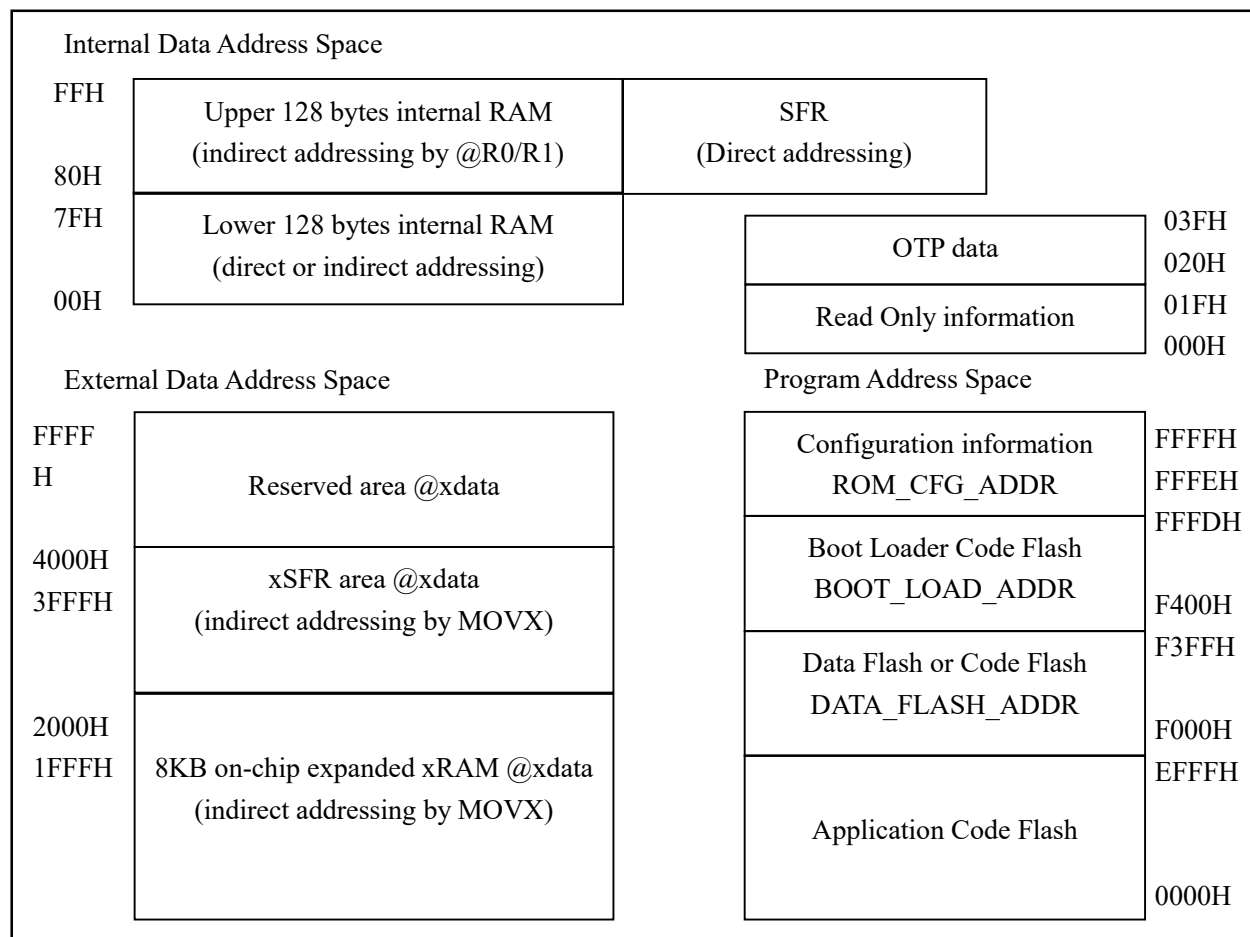 Internal Data Address Space
FFH
Upper 128 bytes internal RAM
(indirect addressing by @R0/R1)
SFR
(Direct addressing)
80H
7FH
Lower 128 bytes internal RAM
(direct or indirect addressing)
00H
OTP data
03FH
020H
Read Only information
01FH
000H
External Data Address Space
FFFF
H
Reserved area @xdata
4000H
3FFFH
xSFR area @xdata
(indirect addressing by MOVX)
2000H
1FFFH
8KB on-chip expanded xRAM @xdata
(indirect addressing by MOVX)
Program Address Space
Configuration information
ROM_CFG_ADDR
FFFFH
FFFEH
FFFDH
Boot Loader Code Flash
BOOT_LOAD_ADDR
F400H
F3FFH
Data Flash or Code Flash
DATA_FLASH_ADDR
F000H
EFFFH
Application Code Flash
0000H